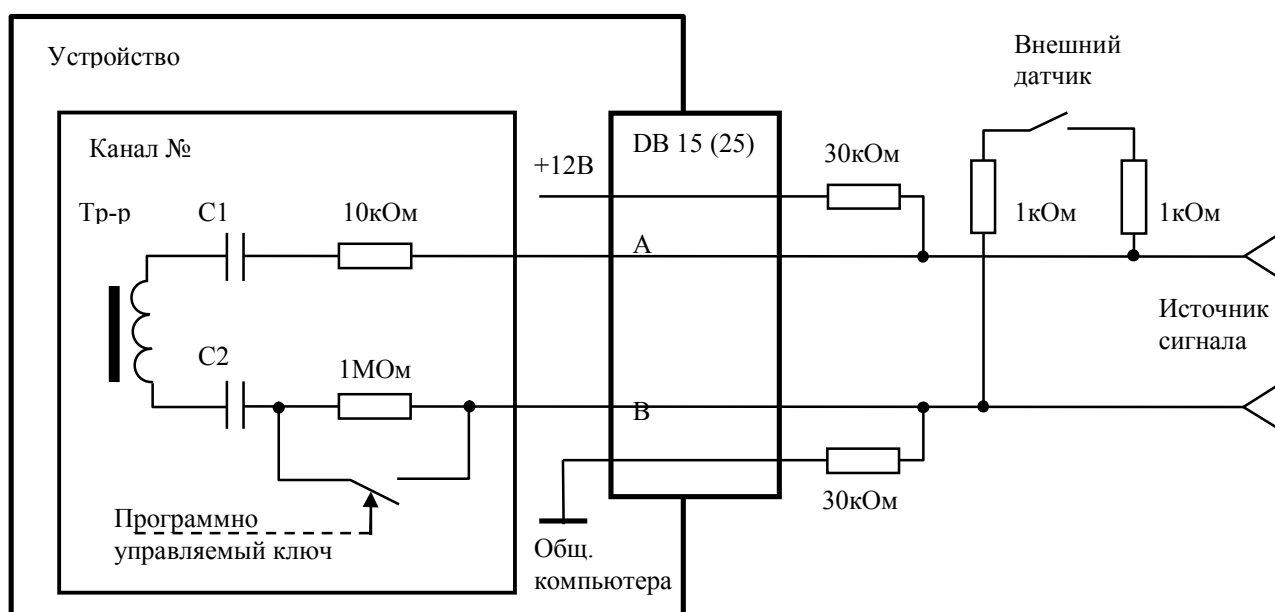 Устройство
Внешний
датчик
Канал №
DB 15 (25)
+12В
30кОм
Тр-р
С1
10кОм
1кОм
1кОм
А
Источник
сигнала
С2
1МОм
В
30кОм
Программно
управляемый ключ
Общ.
компьютера